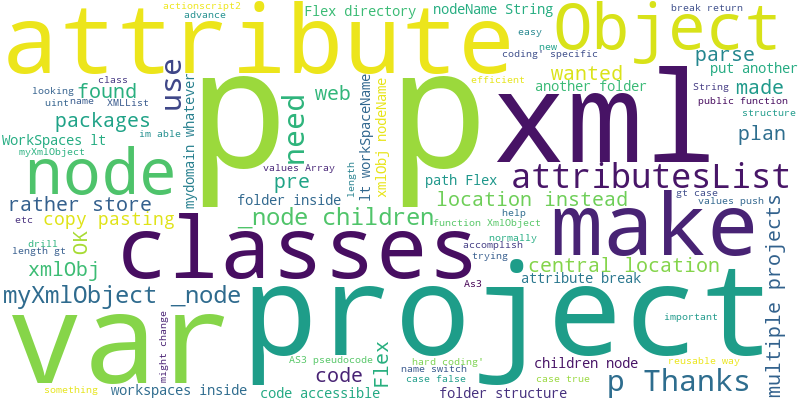 actionscript2
advance
Flex directory
nodeName String
break return
attribute
Object
easy
new
coding' specific
parse
looking
class
found
use
web
wanted
put another
uint
name
XMLList
need
p p
efficient
another folder
String
made
public function
structure
packages
im able
xml
plan
WorkSpaces lt
mydomain whatever
lt workSpaceName
xmlObj nodeName
myXmlObject
node
values Array
length
pre
path Flex
attributesList
gt case
rather store
folder inside
location instead
values push
etc
copy pasting
_node children
function XmlObject
help
make
drill
OK
classes
normally
accomplish
trying
length gt
xmlObj
central location
multiple projects
As3
attribute break
myXmlObject _node
project
var
might change
important
AS3 pseudocode
Flex
hard coding'
children node
reusable way
code
name switch
p Thanks
something
workspaces inside
code accessible
case false
case true
folder structure